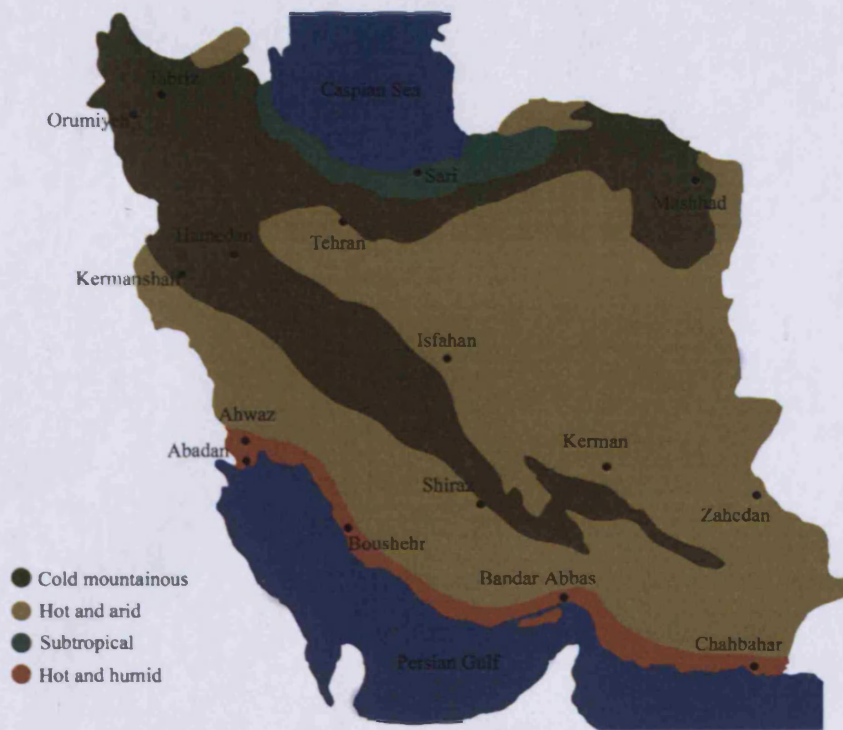 Tabriz
Caspian Sea
Orumiyeh
Sari
Mashhad
Hamedan
Tehran
Kermanshah
Isfahan
Ahwaz
Kerman
Abadan
Shiraz
Zahedan
Boushehr
Cold mountainous
Bandar Abbas
Hot and arid
Subtropical
Chahbahar
Persian Gulf
Hot and humid